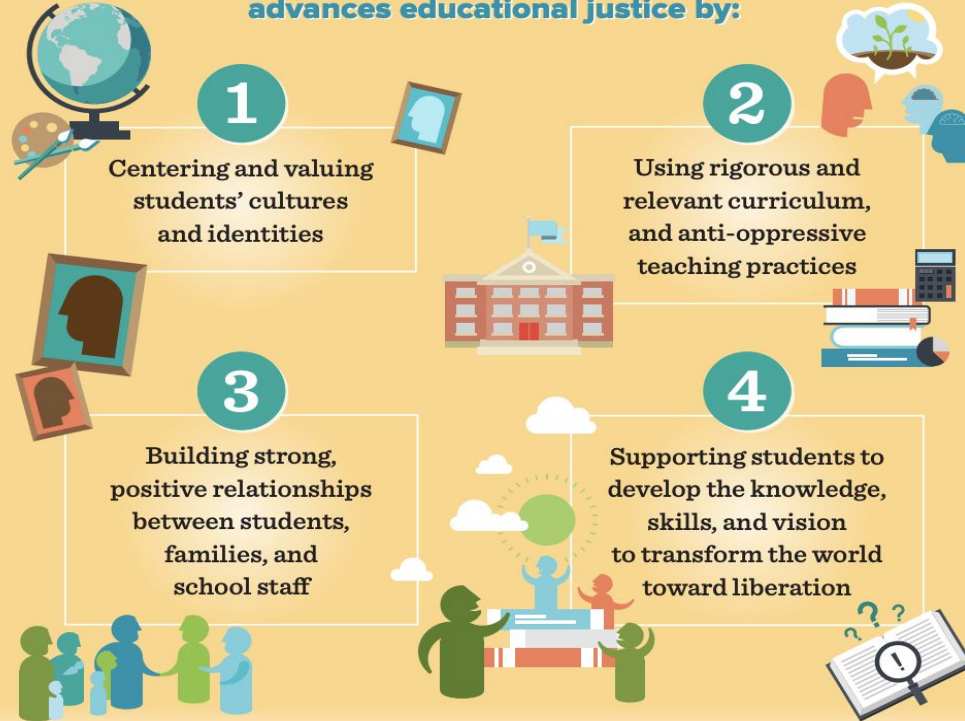 advances educational justice by:
1
Centering and valuing
students’ cultures
and identities
2
Using rigorous and
relevant curriculum,
and anti-oppressive
teaching practices
3
Building strong,
positive relationships
between students,
families, and
school staff
4
Supporting students to
develop the knowledge,
skills, and vision
to transform the world
toward liberation
? ? ?
!